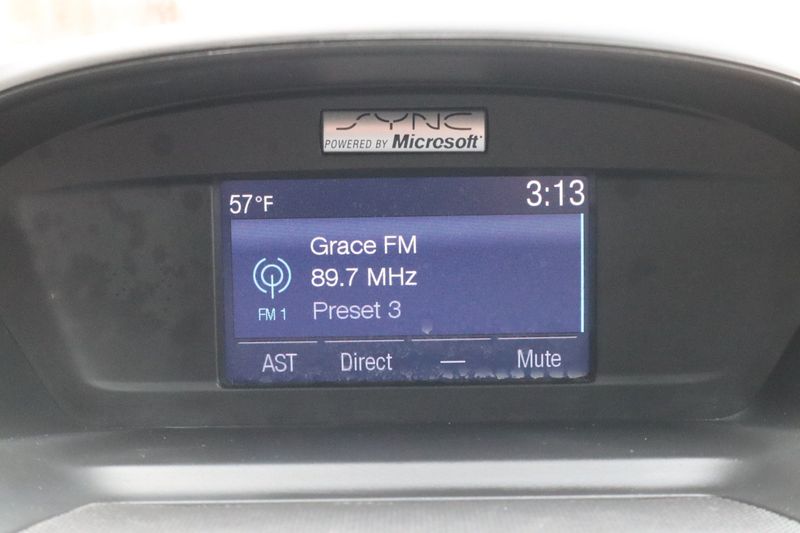 SYNC
POWERED BY Microsoft
57°F 3:13
Grace FM
89.7 MHz
FM 1 Preset 3
AST Direct — Mute